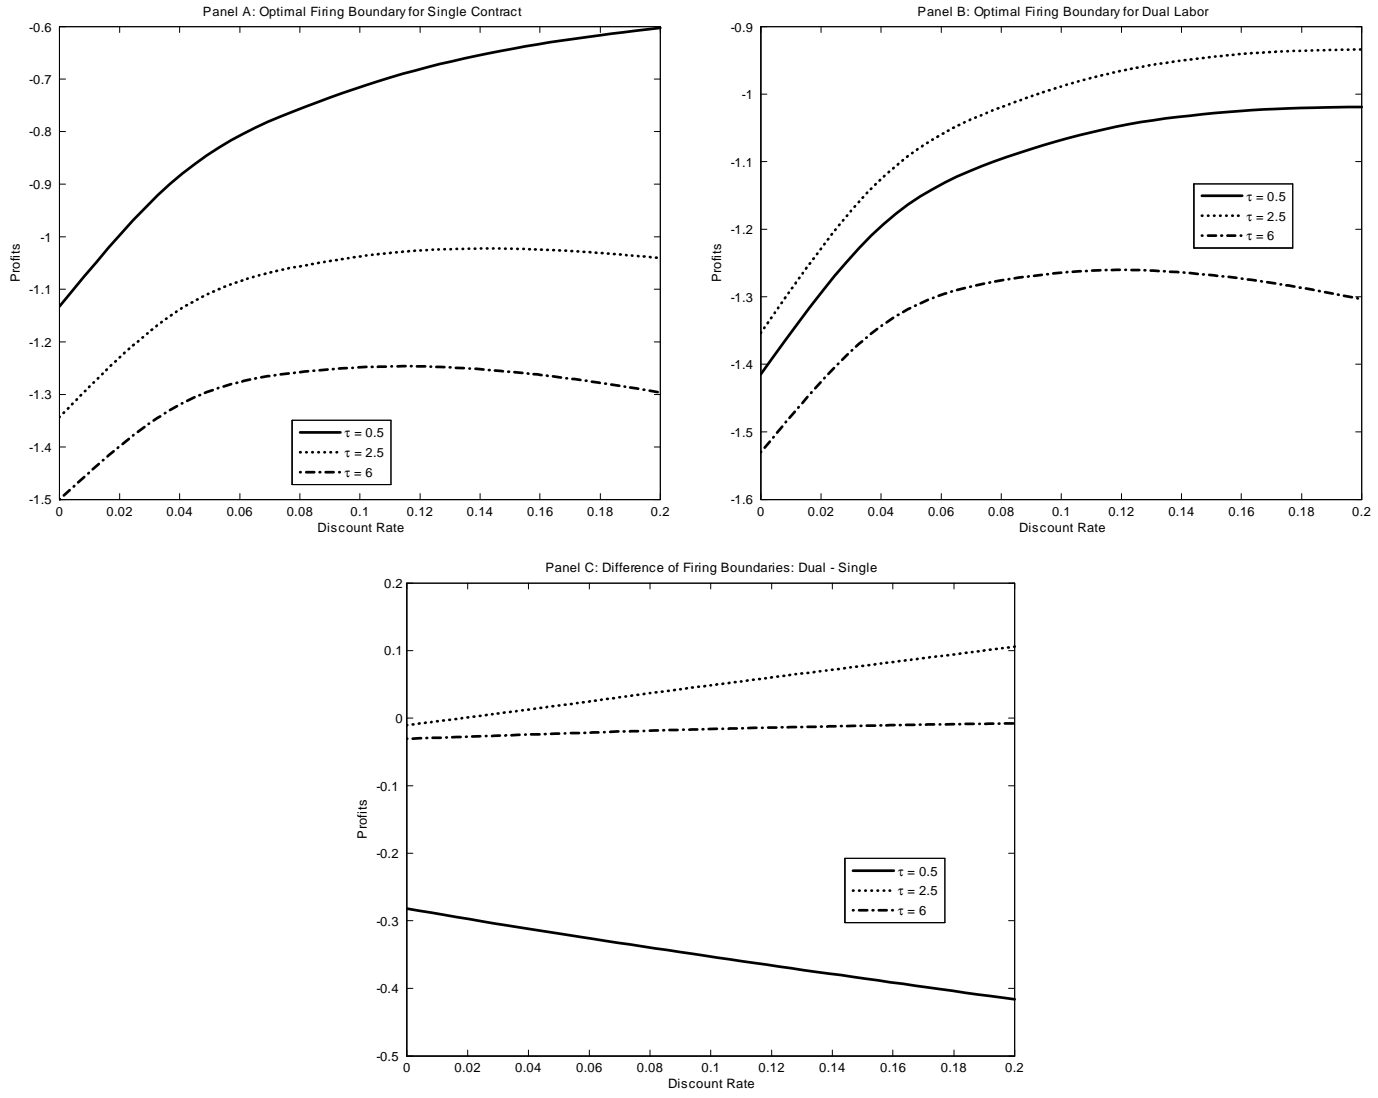 Panel A: Optimal Firing Boundary for Single Contract
-0.6
-0.7
-0.8
-0.9
-1
-1.1
-1.2
-1.3
-1.4
-1.5
Profits
τ = 0.5
τ = 2.5
τ = 6
0 0.02 0.04 0.06 0.08 0.1 0.12 0.14 0.16 0.18 0.2
Discount Rate
Panel B: Optimal Firing Boundary for Dual Labor
-0.9
-1
-1.1
-1.2
-1.3
-1.4
-1.5
-1.6
Profits
τ = 0.5
τ = 2.5
τ = 6
0 0.02 0.04 0.06 0.08 0.1 0.12 0.14 0.16 0.18 0.2
Discount Rate
Panel C: Difference of Firing Boundaries: Dual - Single
0.2
0.1
0
-0.1
-0.2
-0.3
-0.4
-0.5
Profits
τ = 0.5
τ = 2.5
τ = 6
0 0.02 0.04 0.06 0.08 0.1 0.12 0.14 0.16 0.18 0.2
Discount Rate